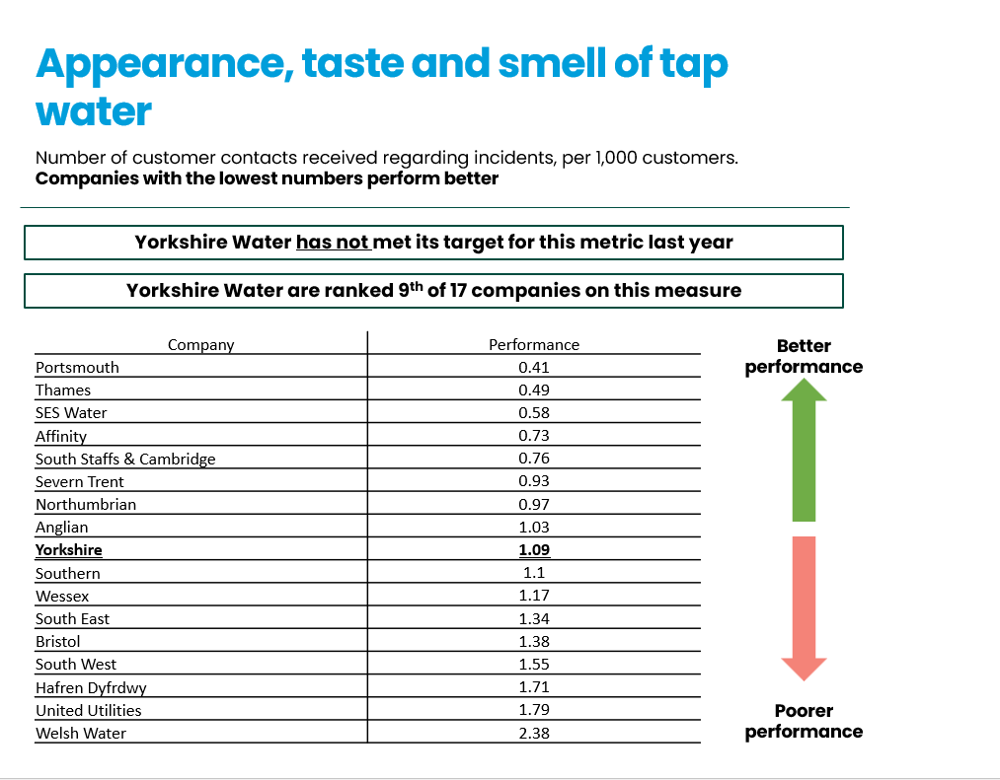 Appearance, taste and smell of tap
water
Number of customer contacts received regarding incidents, per 1,000 customers.
Companies with the lowest numbers perform better
Yorkshire Water has not met its target for this metric last year
Yorkshire Water are ranked 9th of 17 companies on this measure
Company Performance
Portsmouth 0.41
Thames 0.49
SES Water 0.58
Affinity 0.73
South Staffs & Cambridge 0.76
Severn Trent 0.93
Northumbrian 0.97
Anglian 1.03
Yorkshire 1.09
Southern 1.1
Wessex 1.17
South East 1.34
Bristol 1.38
South West 1.55
Hafren Dyfrdwy 1.71
United Utilities 1.79
Welsh Water 2.38
Better
performance
Poorer
performance